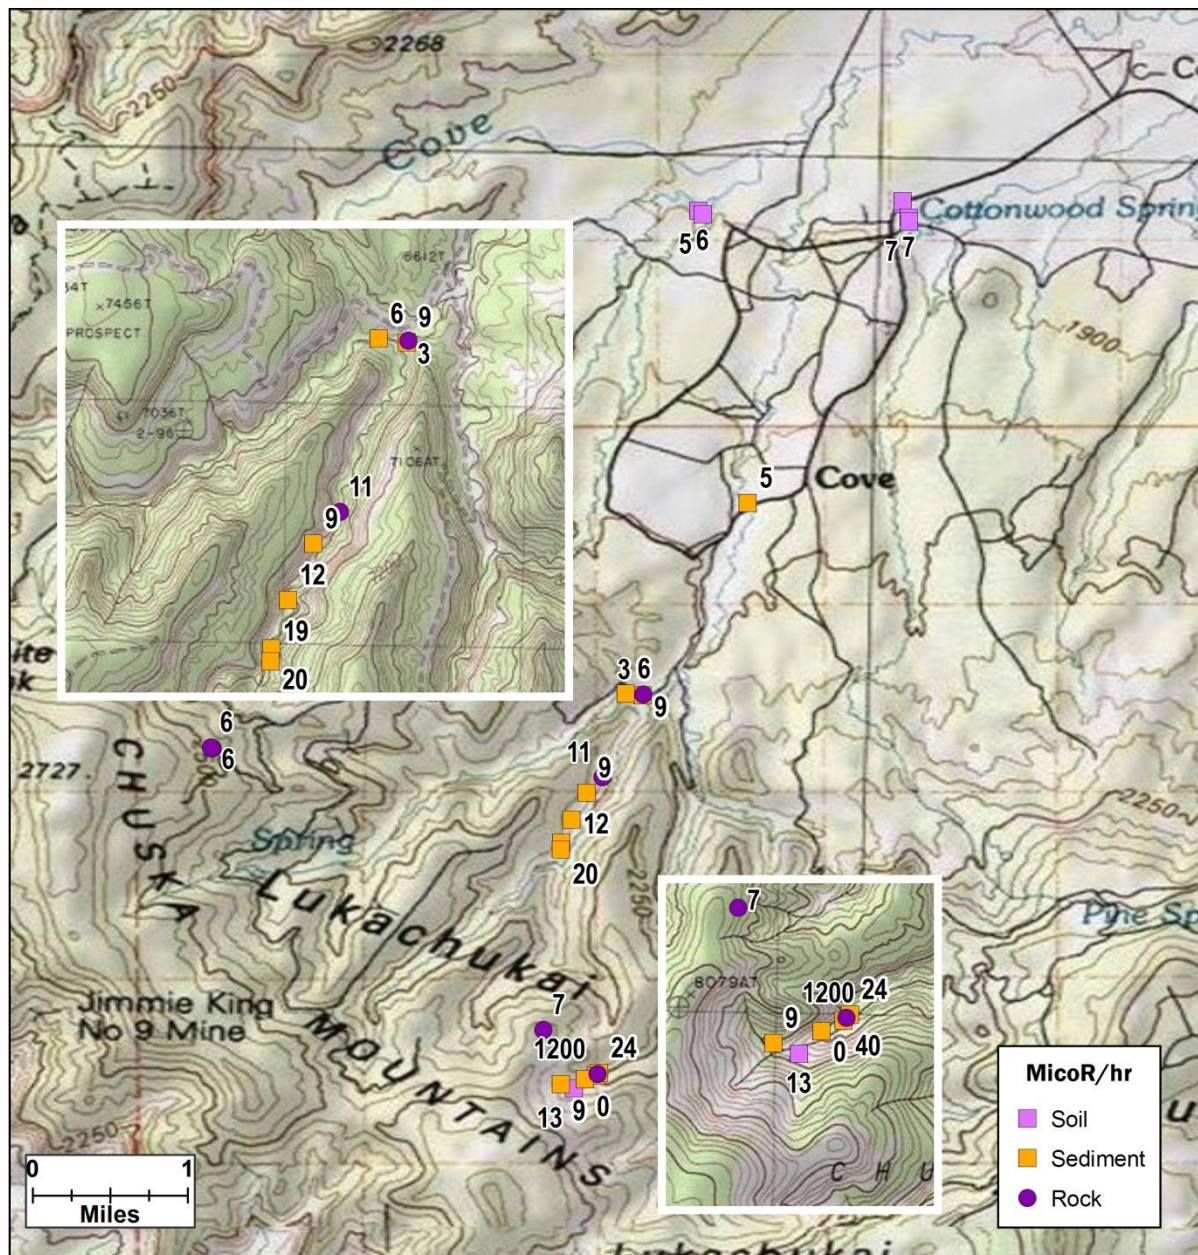 2268
2250
Cove
Cottonwood Spring
5 6
7 7
1900
6612T
7456T
PROSPECT
6 9
3
7036T
2-96
7106AT
11
9
12
19
20
5
Cove
3 6
9
6
6
CHUSKA
2727
11
9
12
20
Spring
2250
2250
Lukachukai
MOUNTAINS
Pine Sp
Jimmie King
No 9 Mine
7
1200 24
13 9 0
2250
7
8079AT
1200 24
9
0 40
13
C H U
MicoR/hr
Soil
Sediment
Rock
0 1
Miles
Lukachukai